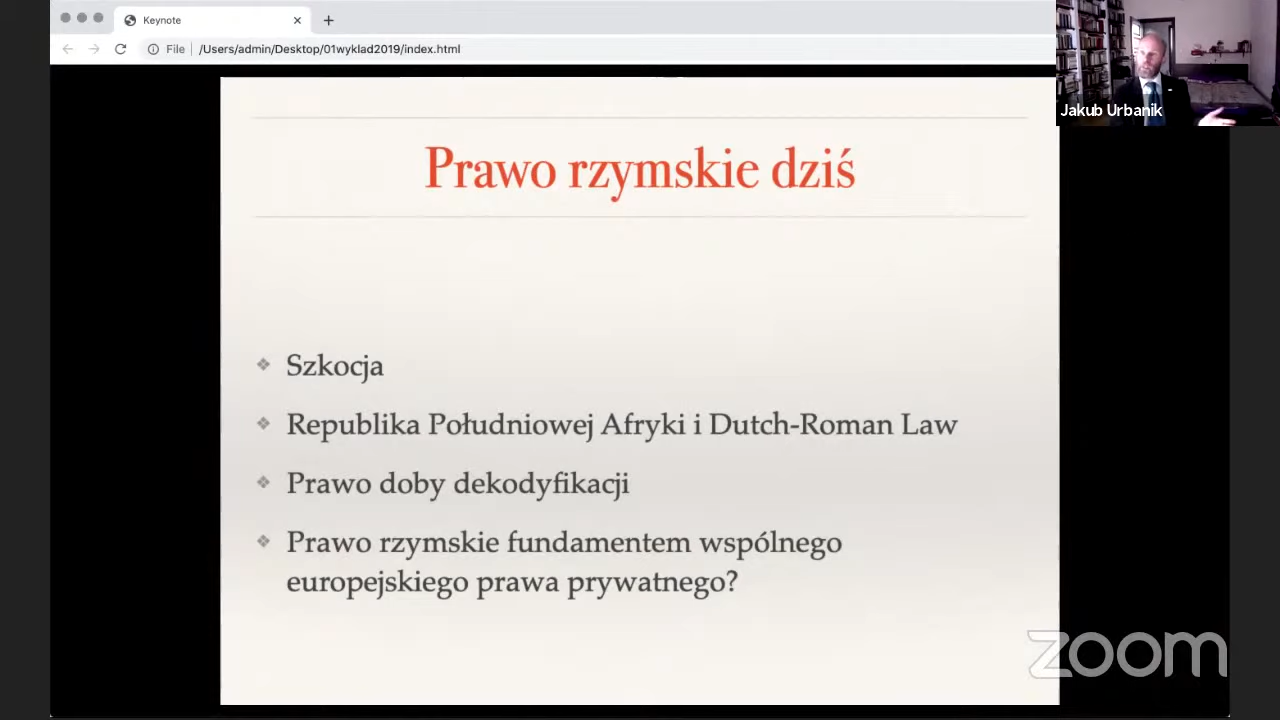 Keynote
File
/Users/admin/Desktop/01wyklad2019/index.html
Jakub Urbanik
Prawo rzymskie dziś
Szkocja
Republika Południowej Afryki i Dutch-Roman Law
Prawo doby dekodyfikacji
Prawo rzymskie fundamentem wspólnego
europejskiego prawa prywatnego?
zoom